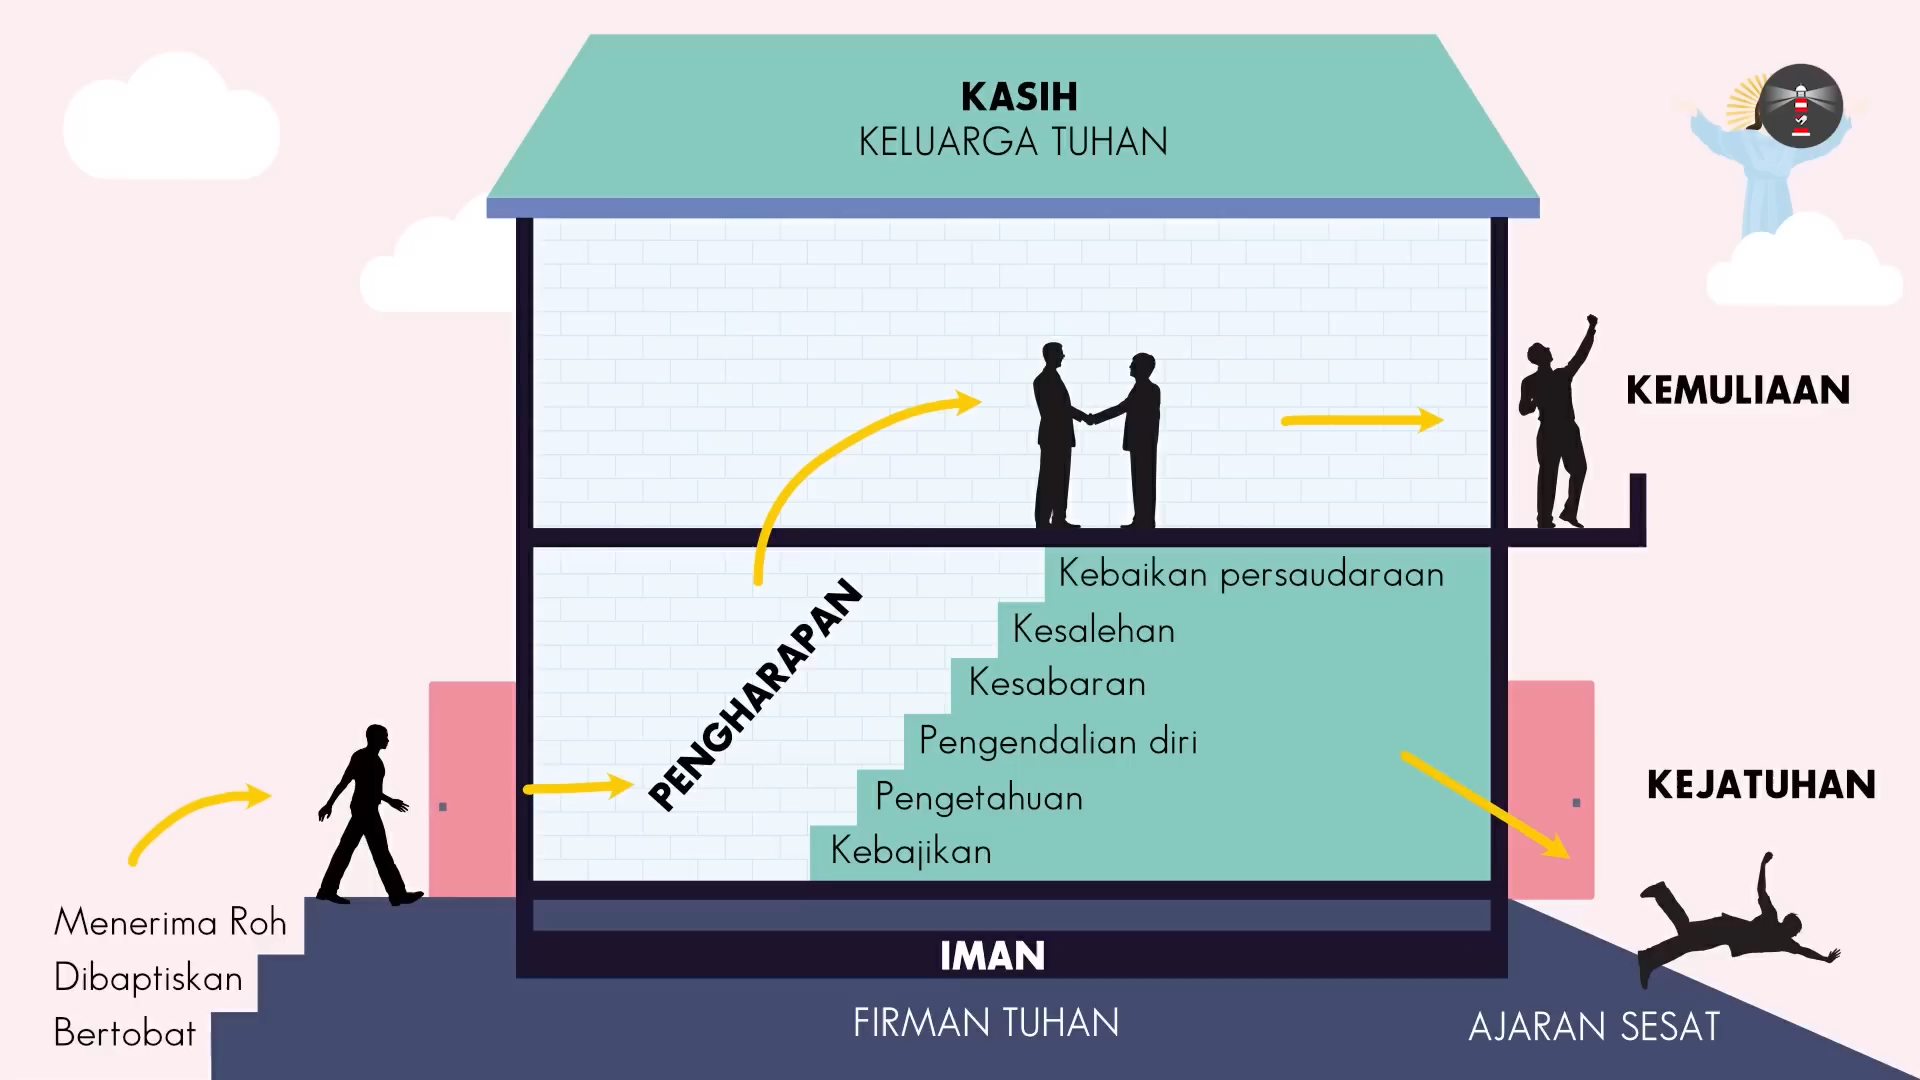 KASIH
KELUARGA TUHAN
KEMULIAAN
Kebaikan persaudaraan
Kesalehan
Kesabaran
Pengendalian diri
Pengetahuan
Kebajikan
PENGHARAPAN
KEJATUHAN
Menerima Roh
Dibaptiskan
Bertobat
IMAN
FIRMAN TUHAN
AJARAN SESAT